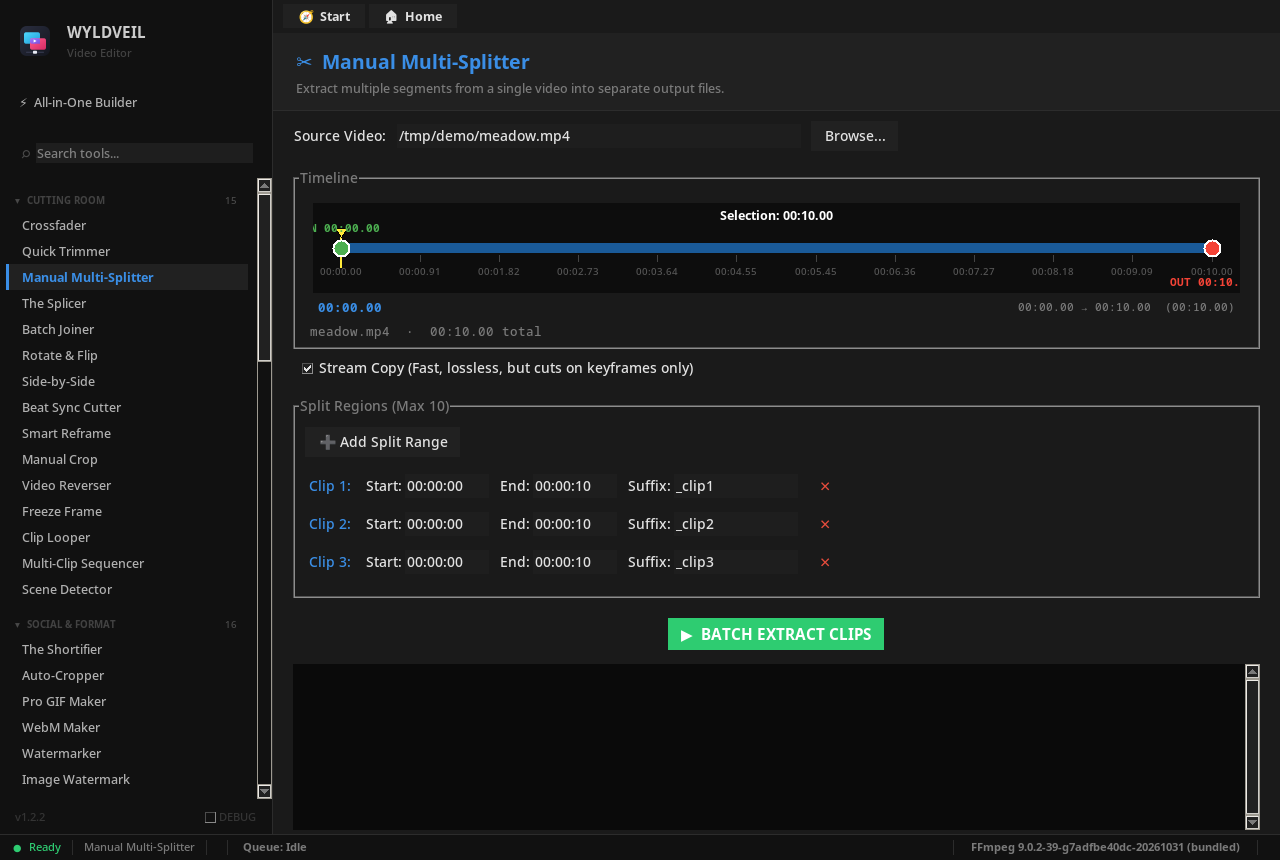 WYLDVEIL
Video Editor
⚡ All-in-One Builder
Search tools...
▾ CUTTING ROOM 15
Crossfader
Quick Trimmer
Manual Multi-Splitter
The Splicer
Batch Joiner
Rotate & Flip
Side-by-Side
Beat Sync Cutter
Smart Reframe
Manual Crop
Video Reverser
Freeze Frame
Clip Looper
Multi-Clip Sequencer
Scene Detector
▾ SOCIAL & FORMAT 16
The Shortifier
Auto-Cropper
Pro GIF Maker
WebM Maker
Watermarker
Image Watermark
v1.2.2 DEBUG
Start Home
✂ Manual Multi-Splitter
Extract multiple segments from a single video into separate output files.
Source Video: /tmp/demo/meadow.mp4 Browse...
Timeline
Selection: 00:10.00
N 00:00.00
00:00.00 00:00.91 00:01.82 00:02.73 00:03.64 00:04.55 00:05.45 00:06.36 00:07.27 00:08.18 00:09.09 00:10.00
OUT 00:10.
00:00.00 00:00.00 → 00:10.00 (00:10.00)
meadow.mp4 · 00:10.00 total
Stream Copy (Fast, lossless, but cuts on keyframes only)
Split Regions (Max 10)
➕ Add Split Range
Clip 1: Start: 00:00:00 End: 00:00:10 Suffix: _clip1 ✕
Clip 2: Start: 00:00:00 End: 00:00:10 Suffix: _clip2 ✕
Clip 3: Start: 00:00:00 End: 00:00:10 Suffix: _clip3 ✕
▶ BATCH EXTRACT CLIPS
● Ready Manual Multi-Splitter Queue: Idle FFmpeg 9.0.2-39-g7adfbe40dc-20261031 (bundled)